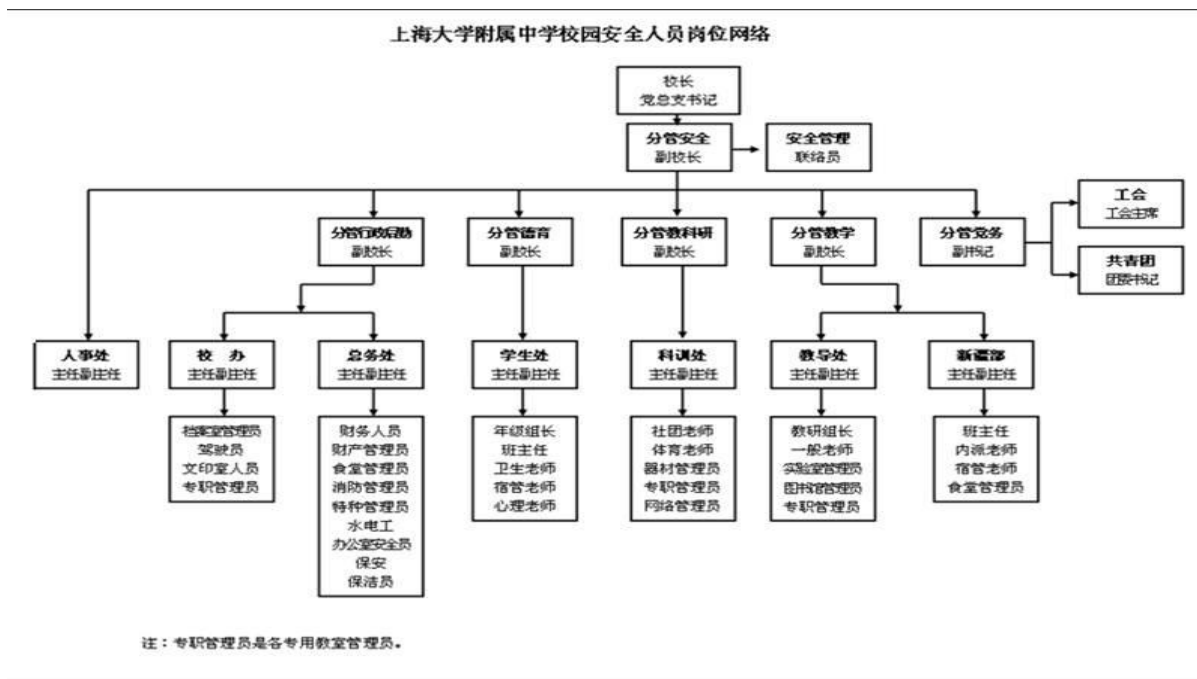 上海大学附属中学校园安全人员岗位网络
校长
党总支书记
分管安全
副校长
安全管理
联络员
工会
工会主席
分管行政后勤
副校长
分管德育
副校长
分管教科研
副校长
分管教学
副校长
分管党务
副书记
共青团
团委书记
人事处
主任副主任
校 办
主任副主任
总务处
主任副主任
学生处
主任副主任
科训处
主任副主任
教导处
主任副主任
新疆部
主任副主任
档案室管理员
驾驶员
文印室人员
专职管理员
财务人员
财产管理员
食堂管理员
消防管理员
特种管理员
水电工
办公室安全员
保安
保洁员
年级组长
班主任
卫生老师
宿管老师
心理老师
社团老师
体育老师
器材管理员
专职管理员
网络管理员
教研组长
一般老师
实验室管理员
图书馆管理员
专职管理员
班主任
内派老师
宿管老师
食堂管理员
注：专职管理员是各专用教室管理员。